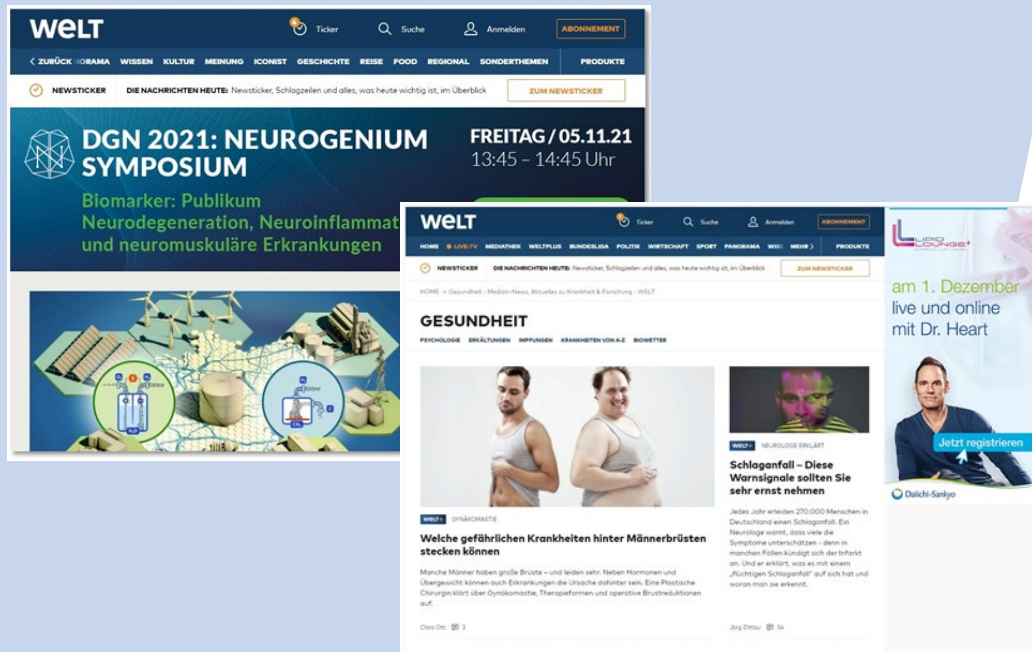 WELT
Ticker
Suche
Anmelden
ABONNEMENT
ZURÜCK ORAMA WISSEN KULTUR MEINUNG ICONIST GESCHICHTE REISE FOOD REGIONAL SONDERTHEMEN PRODUKTE
NEWSTICKER DIE NACHRICHTEN HEUTE: Newsticker, Schlagzeilen und alles, was heute wichtig ist, im Überblick ZUM NEWSTICKER
DGN 2021: NEUROGENIUM
SYMPOSIUM
FREITAG / 05.11.21
13:45 – 14:45 Uhr
Biomarker: Publikum
Neurodegeneration, Neuroinflammat
und neuromuskuläre Erkrankungen
WELT
Ticker
Suche
Anmelden
ABONNEMENT
HOME LIVE-TV MEDIATHEK WELTPLUS BUNDESLIGA POLITIK WIRTSCHAFT SPORT PANORAMA MEHR PRODUKTE
NEWSTICKER DIE NACHRICHTEN HEUTE: Newsticker, Schlagzeilen und alles, was heute wichtig ist, im Überblick ZUM NEWSTICKER
HOME » Gesundheit - Medizin-News, Aktuelles zu Krankheit & Forschung - WELT
GESUNDHEIT
PSYCHOLOGIE ERKÄLTUNGEN IMPFUNGEN KRANKHEITEN VON A-Z BIOWETTER
WELT+ GYNÄKOMASTIE
Welche gefährlichen Krankheiten hinter Männerbrüsten
stecken können
Manche Männer haben große Brüste – und leiden sehr. Neben Hormonen und
Übergewicht können auch Erkrankungen die Ursache dahinter sein. Eine Plastische
Chirurgin klärt über Gynäkomastie, Therapieformen und operative Brustreduktionen
auf.
Clara Ott 3
WELT+ NEUROLOGE ERKLÄRT
Schlaganfall – Diese
Warnsignale sollten Sie
sehr ernst nehmen
Jedes Jahr erleiden 270.000 Menschen in
Deutschland einen Schlaganfall. Ein
Neurologe warnt, dass viele die
Symptome unterschätzen - denn in
manchen Fällen kündigt sich der Infarkt
an. Und er erklärt, was es mit einem
„flüchtigen Schlaganfall" auf sich hat und
woran man sie erkennt.
Jörg Zittlau 54
LIPID
LOUNGE+
am 1. Dezember
live und online
mit Dr. Heart
Jetzt registrieren
Daiichi-Sankyo